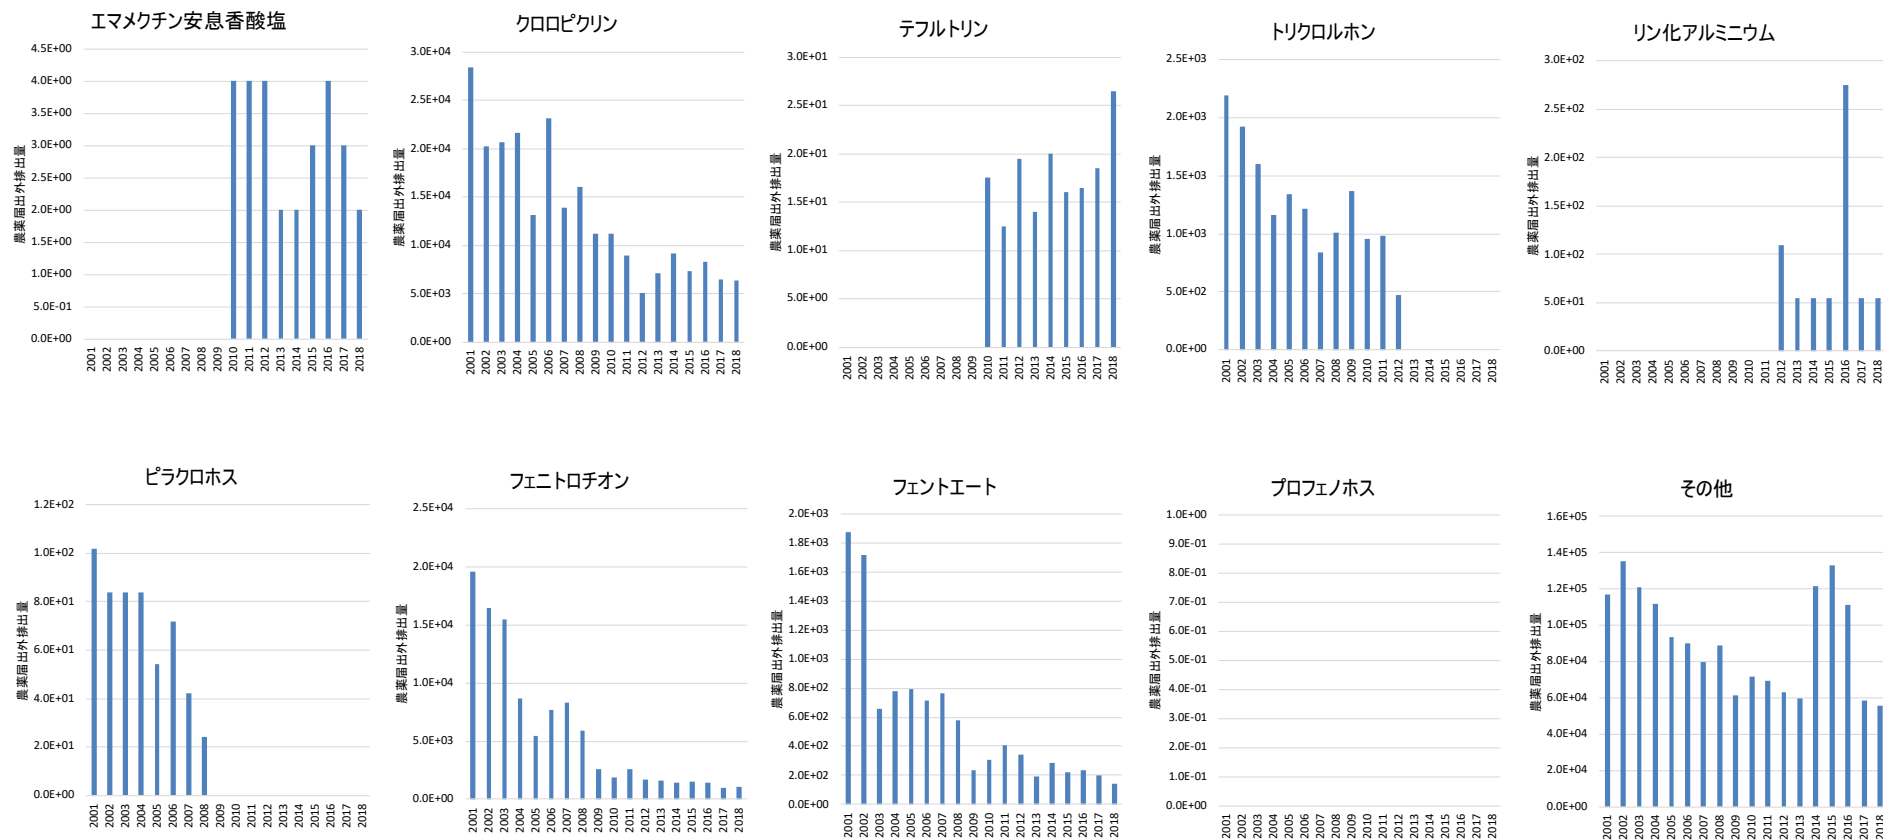 エマメクチン安息香酸塩
農薬届出外排出量
4.5E+00
4.0E+00
3.5E+00
3.0E+00
2.5E+00
2.0E+00
1.5E+00
1.0E+00
5.0E-01
0.0E+00
2001 2002 2003 2004 2005 2006 2007 2008 2009 2010 2011 2012 2013 2014 2015 2016 2017 2018
クロロピクリン
農薬届出外排出量
3.0E+04
2.5E+04
2.0E+04
1.5E+04
1.0E+04
5.0E+03
0.0E+00
2001 2002 2003 2004 2005 2006 2007 2008 2009 2010 2011 2012 2013 2014 2015 2016 2017 2018
テフルトリン
農薬届出外排出量
3.0E+01
2.5E+01
2.0E+01
1.5E+01
1.0E+01
5.0E+00
0.0E+00
2001 2002 2003 2004 2005 2006 2007 2008 2009 2010 2011 2012 2013 2014 2015 2016 2017 2018
トリクロルホン
農薬届出外排出量
2.5E+03
2.0E+03
1.5E+03
1.0E+03
5.0E+02
0.0E+00
2001 2002 2003 2004 2005 2006 2007 2008 2009 2010 2011 2012 2013 2014 2015 2016 2017 2018
リン化アルミニウム
農薬届出外排出量
3.0E+02
2.5E+02
2.0E+02
1.5E+02
1.0E+02
5.0E+01
0.0E+00
2001 2002 2003 2004 2005 2006 2007 2008 2009 2010 2011 2012 2013 2014 2015 2016 2017 2018
ピラクロホス
農薬届出外排出量
1.2E+02
1.0E+02
8.0E+01
6.0E+01
4.0E+01
2.0E+01
0.0E+00
2001 2002 2003 2004 2005 2006 2007 2008 2009 2010 2011 2012 2013 2014 2015 2016 2017 2018
フェニトロチオン
農薬届出外排出量
2.5E+04
2.0E+04
1.5E+04
1.0E+04
5.0E+03
0.0E+00
2001 2002 2003 2004 2005 2006 2007 2008 2009 2010 2011 2012 2013 2014 2015 2016 2017 2018
フェントエート
農薬届出外排出量
2.0E+03
1.8E+03
1.6E+03
1.4E+03
1.2E+03
1.0E+03
8.0E+02
6.0E+02
4.0E+02
2.0E+02
0.0E+00
2001 2002 2003 2004 2005 2006 2007 2008 2009 2010 2011 2012 2013 2014 2015 2016 2017 2018
プロフェノホス
農薬届出外排出量
1.0E+00
9.0E-01
8.0E-01
7.0E-01
6.0E-01
5.0E-01
4.0E-01
3.0E-01
2.0E-01
1.0E-01
0.0E+00
2001 2002 2003 2004 2005 2006 2007 2008 2009 2010 2011 2012 2013 2014 2015 2016 2017 2018
その他
農薬届出外排出量
1.6E+05
1.4E+05
1.2E+05
1.0E+05
8.0E+04
6.0E+04
4.0E+04
2.0E+04
0.0E+00
2001 2002 2003 2004 2005 2006 2007 2008 2009 2010 2011 2012 2013 2014 2015 2016 2017 2018